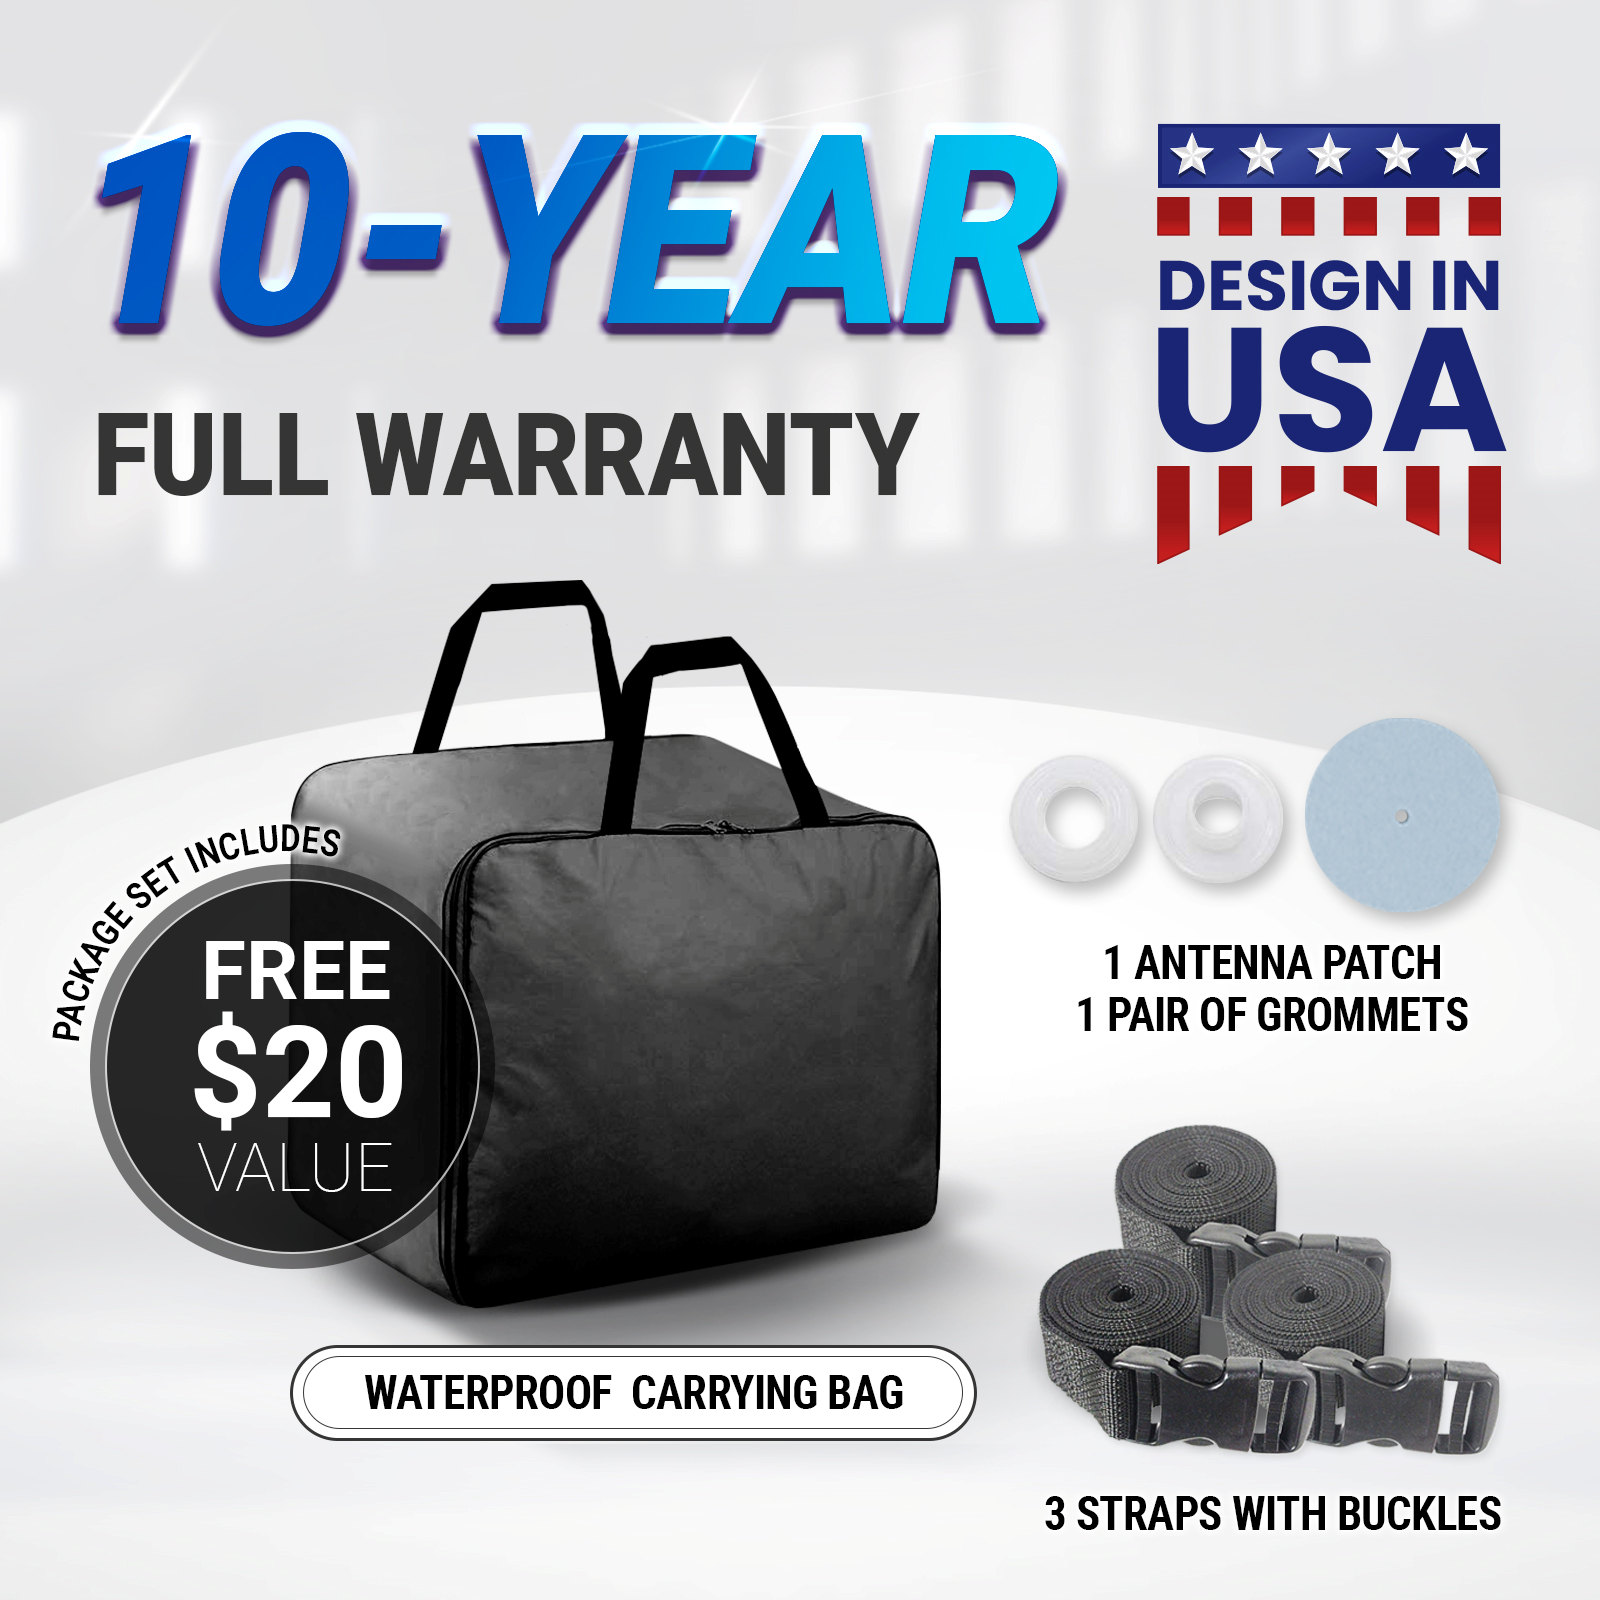 10-YEAR
FULL WARRANTY
DESIGN IN
USA
PACKAGE SET INCLUDES
FREE
$20
VALUE
WATERPROOF CARRYING BAG
1 ANTENNA PATCH
1 PAIR OF GROMMETS
3 STRAPS WITH BUCKLES